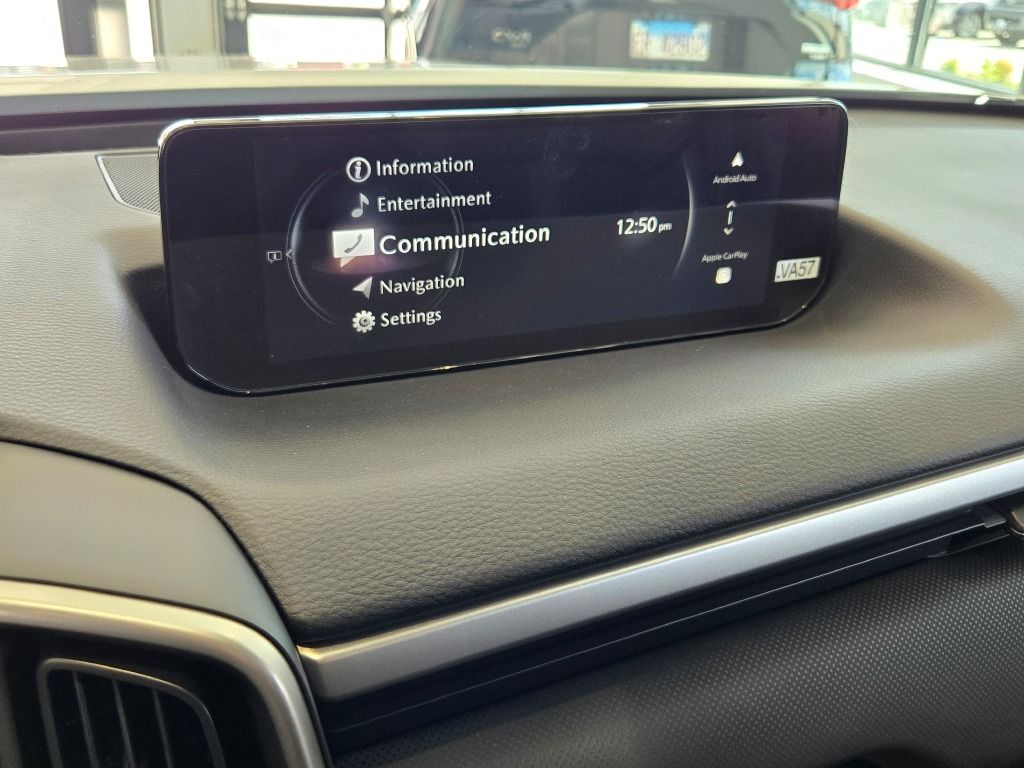 Information
Entertainment
Communication
Navigation
Settings
12:50 pm
Android Auto
Apple CarPlay
.VA57